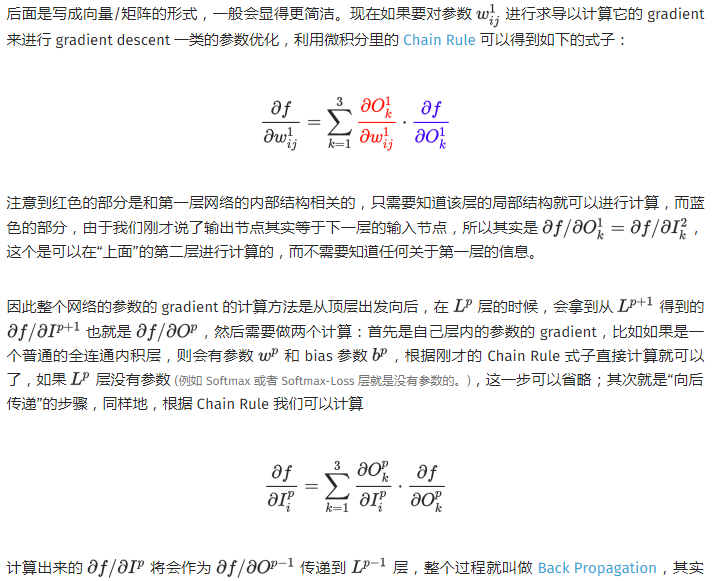 后面是写成向量/矩阵的形式，一般会显得更简洁。现在如果要对参数 $w^1_{ij}$ 进行求导以计算它的 gradient
来进行 gradient descent 一类的参数优化，利用微积分里的 Chain Rule 可以得到如下的式子：
$$\frac{\partial f}{\partial w^1_{ij}} = \sum_{k=1}^{3} \frac{\partial O^1_k}{\partial w^1_{ij}} \cdot \frac{\partial f}{\partial O^1_k}$$
注意到红色的部分是和第一层网络的内部结构相关的，只需要知道该层的局部结构就可以进行计算，而蓝
色的部分，由于我们刚才说了输出节点其实等于下一层的输入节点，所以其实是 $\partial f/\partial O^1_k = \partial f/\partial I^2_k$，
这个是可以在“上面”的第二层进行计算的，而不需要知道任何关于第一层的信息。
因此整个网络的参数的 gradient 的计算方法是从顶层出发向后，在 $L^p$ 层的时候，会拿到从 $L^{p+1}$ 得到的
$\partial f/\partial I^{p+1}$ 也就是 $\partial f/\partial O^p$，然后需要做两个计算：首先是自己层内的参数的 gradient，比如如果是一
个普通的全连通内积层，则会有参数 $w^p$ 和 bias 参数 $b^p$，根据刚才的 Chain Rule 式子直接计算就可以
了，如果 $L^p$ 层没有参数 (例如 Softmax 或者 Softmax-Loss 层就是没有参数的。)，这一步可以省略；其次就是“向后
传递”的步骤，同样地，根据 Chain Rule 我们可以计算
$$\frac{\partial f}{\partial I^p_i} = \sum_{k=1}^{3} \frac{\partial O^p_k}{\partial I^p_i} \cdot \frac{\partial f}{\partial O^p_k}$$
计算出来的 $\partial f/\partial I^p$ 将会作为 $\partial f/\partial O^{p-1}$ 传递到 $L^{p-1}$ 层，整个过程就叫做 Back Propagation，其实